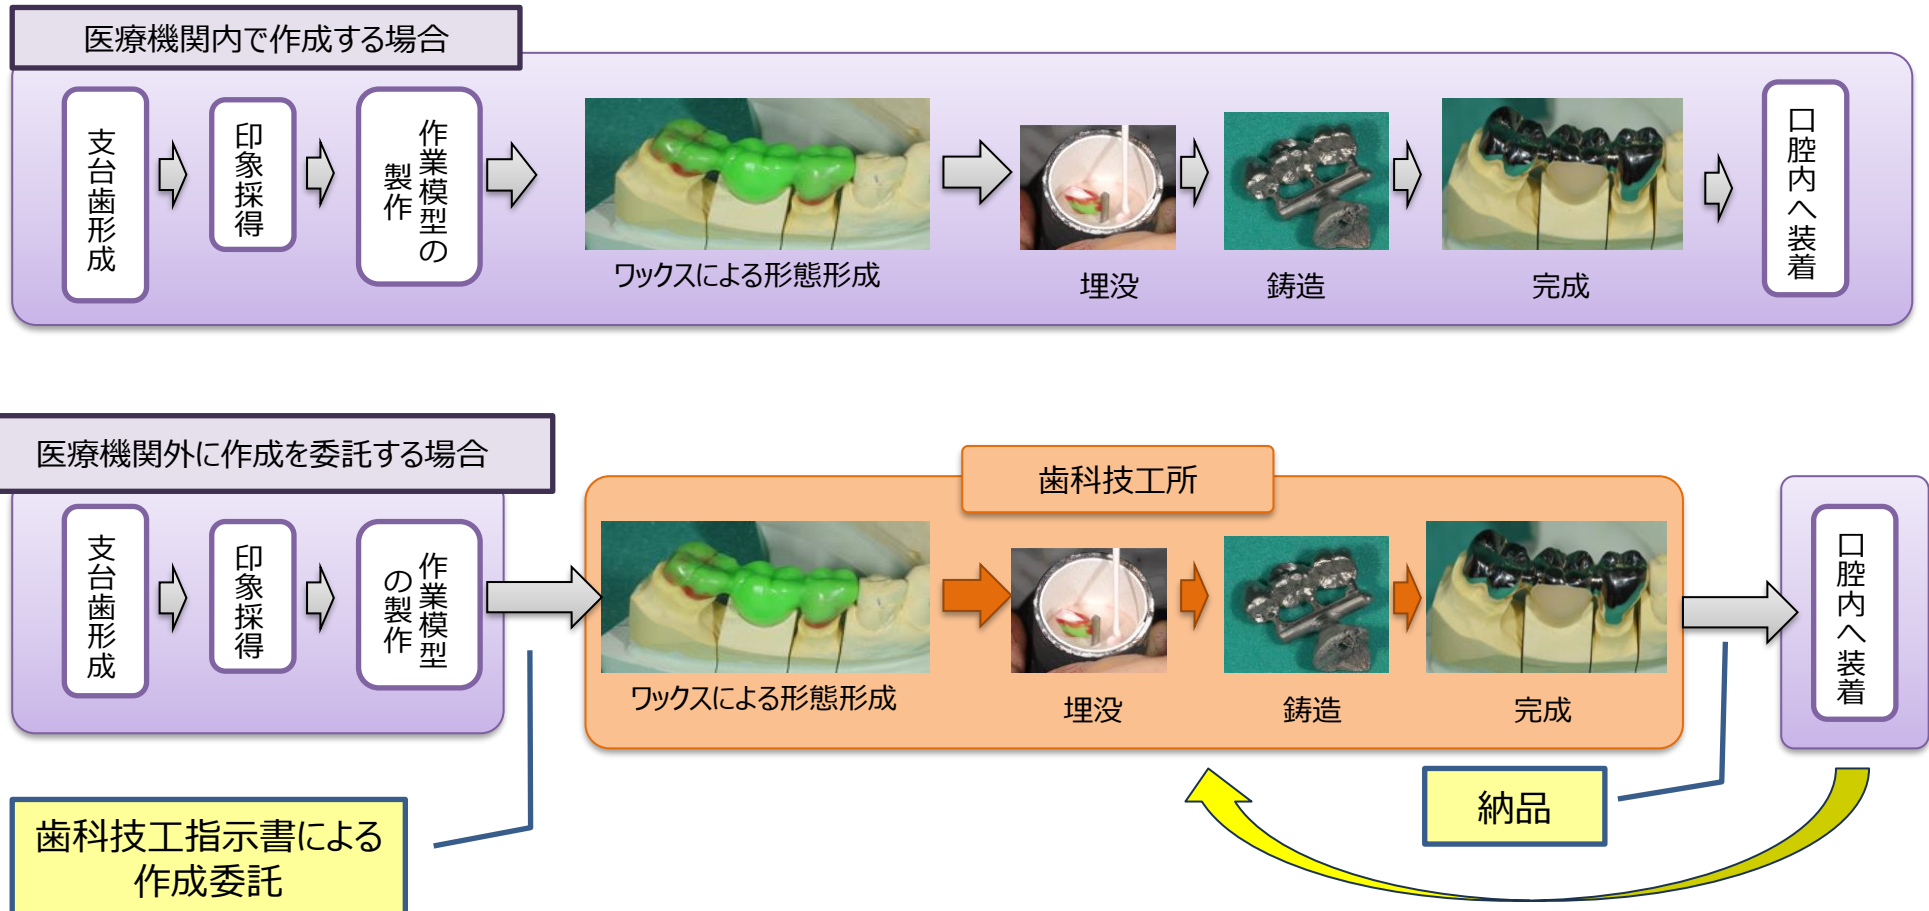 医療機関内で作成する場合
支台歯形成
印象採得
作業模型の
製作
ワックスによる形態形成
埋没
鋳造
完成
口腔内へ装着
医療機関外に作成を委託する場合
歯科技工所
支台歯形成
印象採得
作業模型
の製作
ワックスによる形態形成
埋没
鋳造
完成
口腔内へ装着
納品
歯科技工指示書による
作成委託